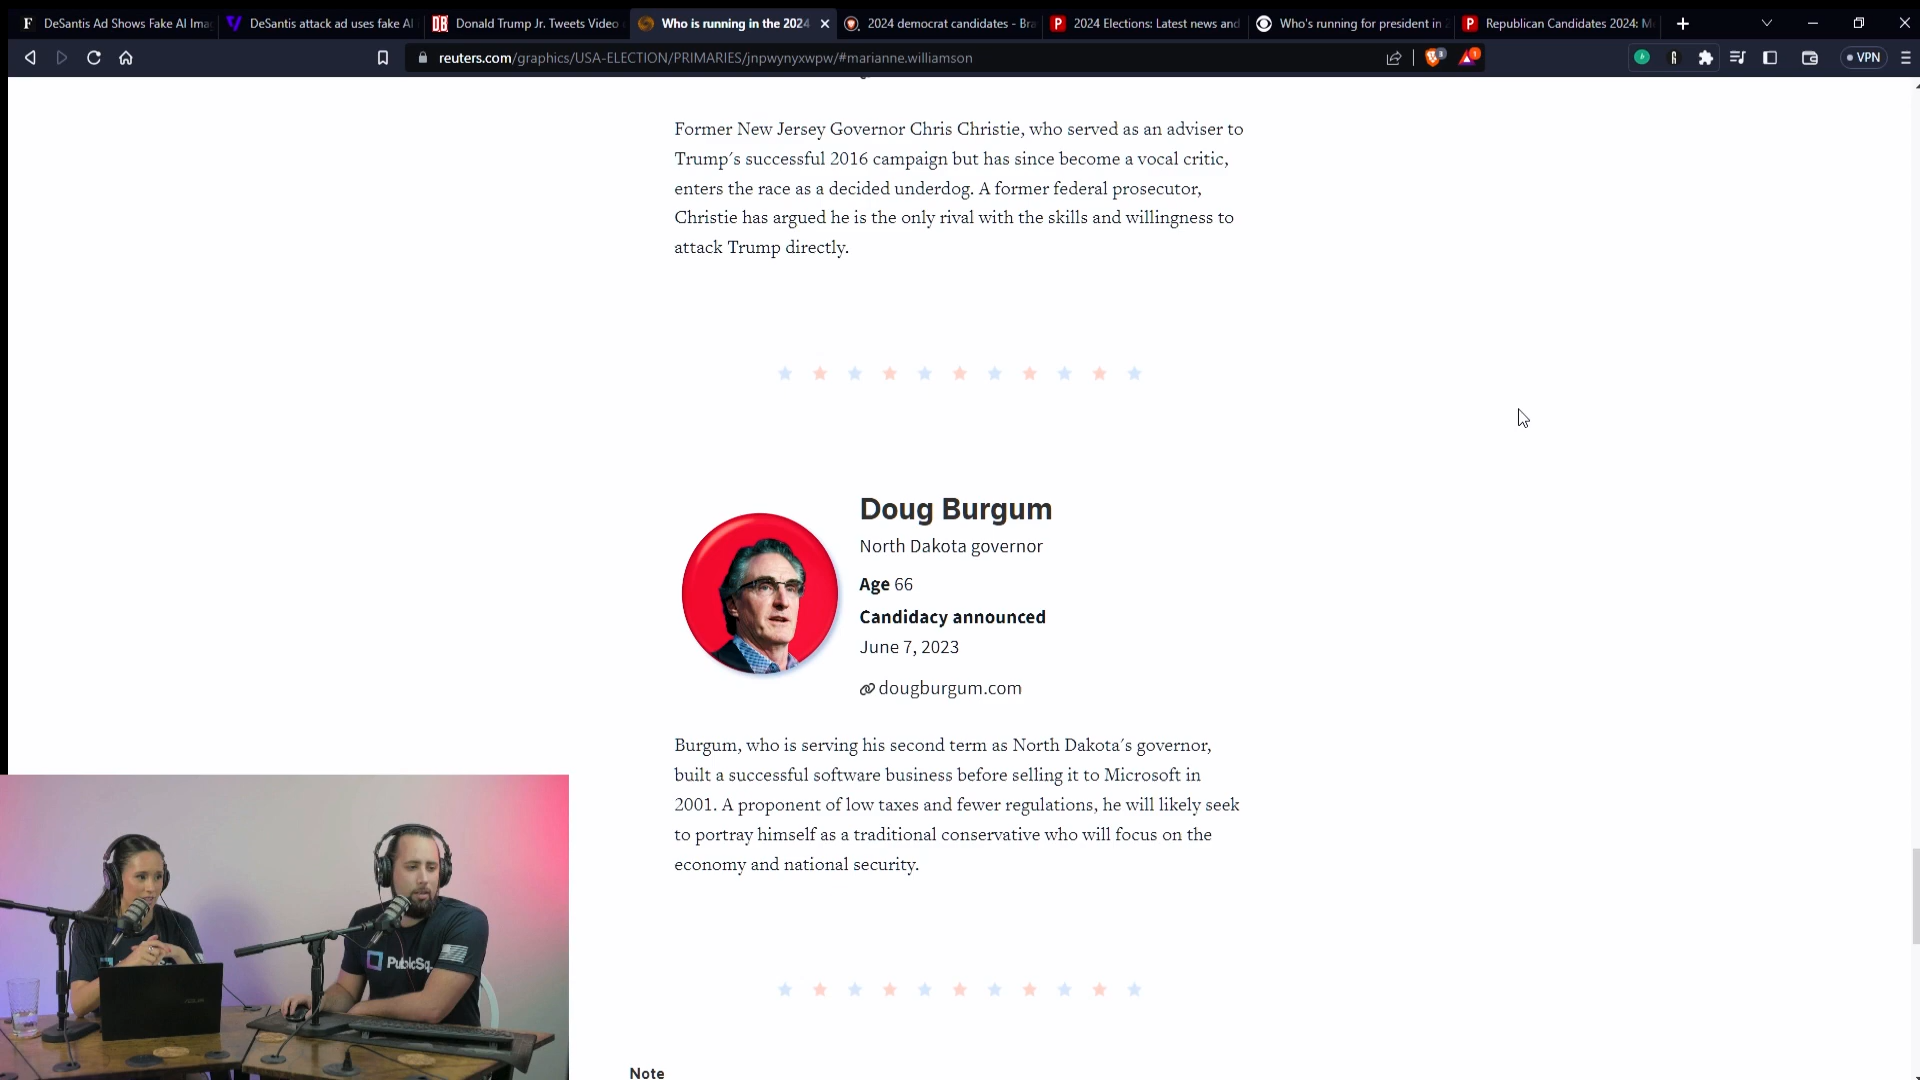 DeSantis Ad Shows Fake AI Ima
DeSantis attack ad uses fake AI
Donald Trump Jr. Tweets Video
Who is running in the 2024
2024 democrat candidates - Bra
2024 Elections: Latest news and
Who's running for president in 2
Republican Candidates 2024: M
reuters.com/graphics/USA-ELECTION/PRIMARIES/jnpwynyxwpw/#marianne.williamson
VPN
Former New Jersey Governor Chris Christie, who served as an adviser to
Trump's successful 2016 campaign but has since become a vocal critic,
enters the race as a decided underdog. A former federal prosecutor,
Christie has argued he is the only rival with the skills and willingness to
attack Trump directly.
Doug Burgum
North Dakota governor
Age 66
Candidacy announced
June 7, 2023
dougburgum.com
Burgum, who is serving his second term as North Dakota's governor,
built a successful software business before selling it to Microsoft in
2001. A proponent of low taxes and fewer regulations, he will likely seek
to portray himself as a traditional conservative who will focus on the
economy and national security.
PublicSq.
Note